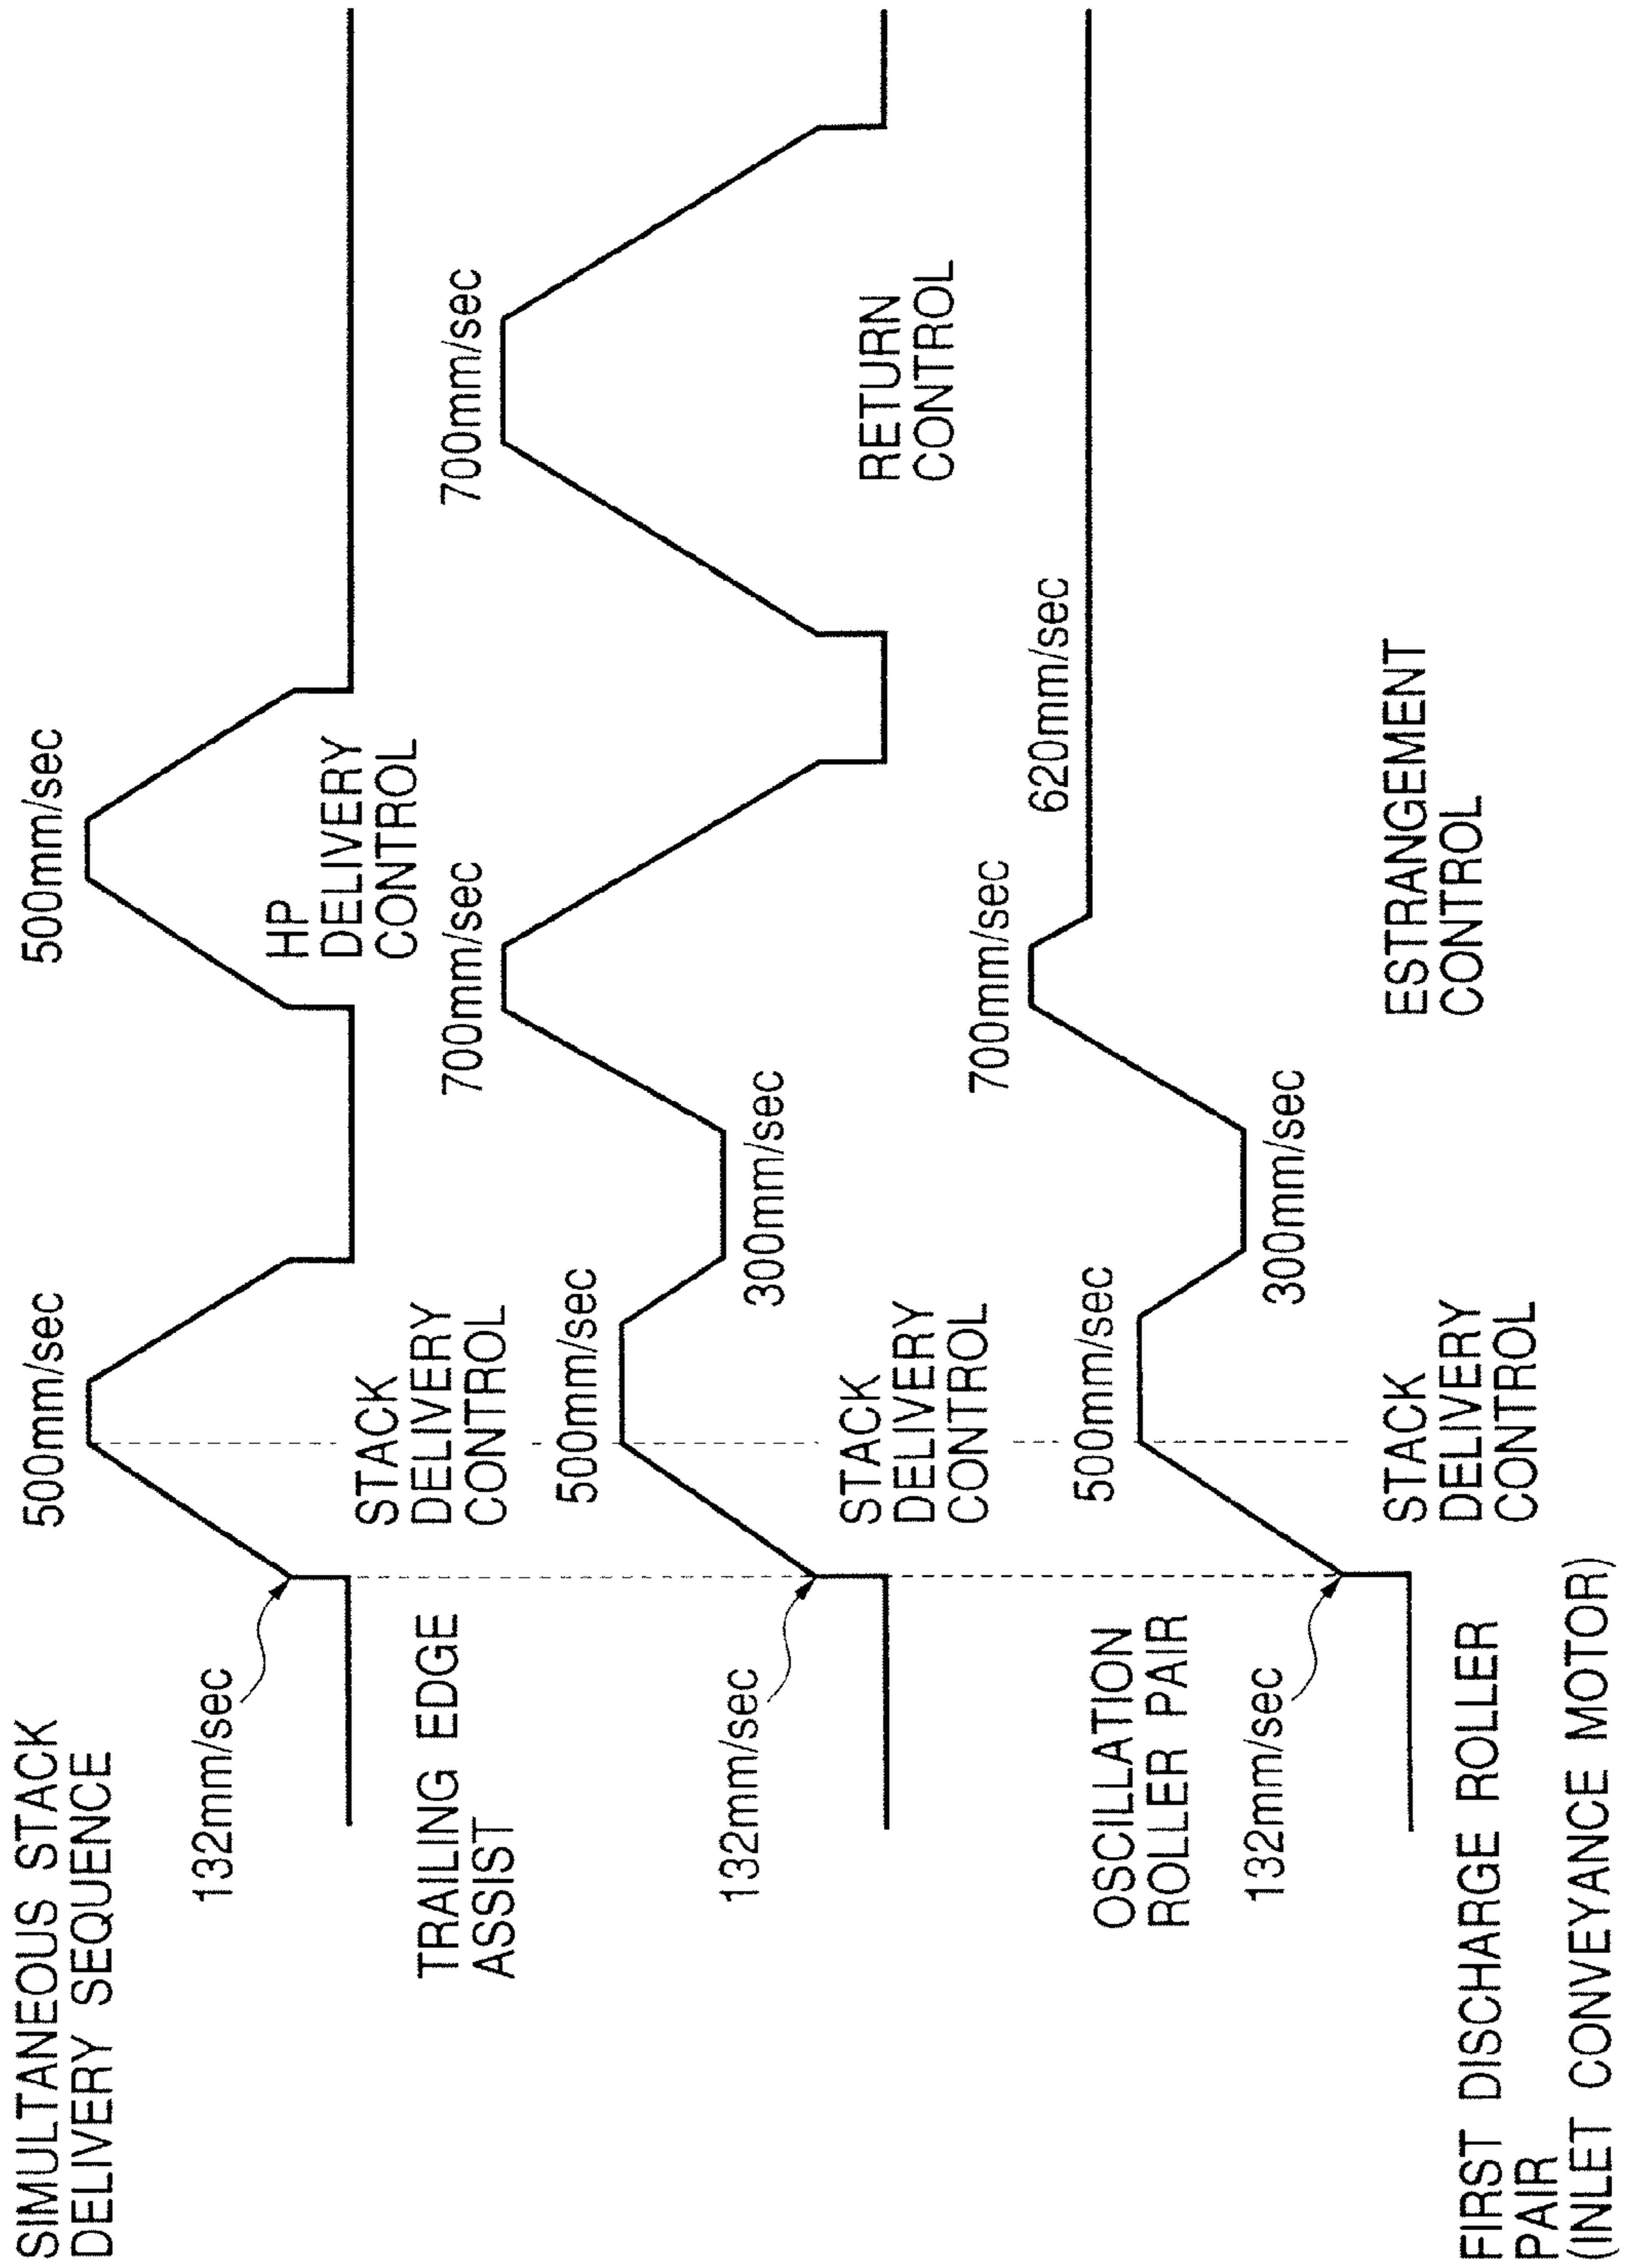 SIMULTANEOUS STACK
DELIVERY SEQUENCE
500mm/sec
500mm/sec
132mm/sec
HP
DELIVERY
CONTROL
STACK
DELIVERY
CONTROL
TRAILING EDGE
ASSIST
700mm/sec
700mm/sec
500mm/sec
300mm/sec
132mm/sec
STACK
DELIVERY
CONTROL
RETURN
CONTROL
OSCILLATION
ROLLER PAIR
700mm/sec
620mm/sec
500mm/sec
300mm/sec
132mm/sec
STACK
DELIVERY
CONTROL
ESTRANGEMENT
CONTROL
FIRST DISCHARGE ROLLER
PAIR
(INLET CONVEYANCE MOTOR)